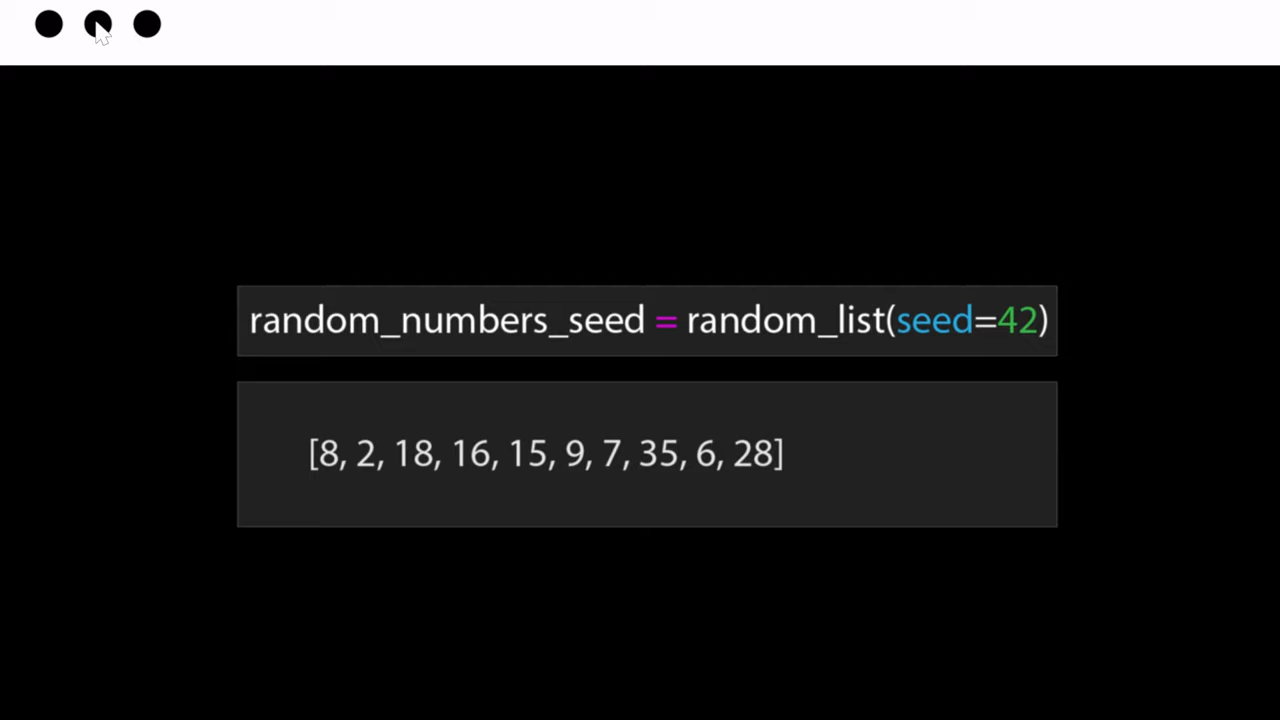 random_numbers_seed = random_list(seed=42)
[8, 2, 18, 16, 15, 9, 7, 35, 6, 28]